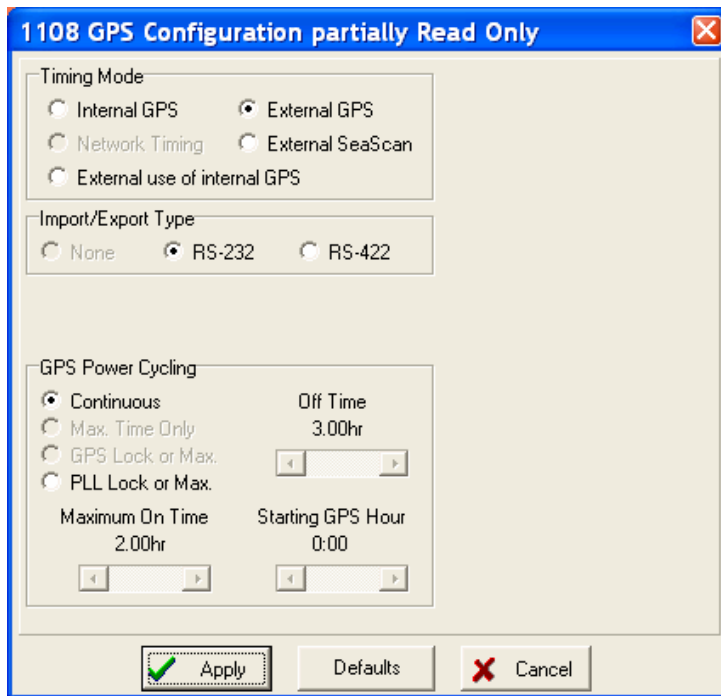 1108 GPS Configuration partially Read Only
Timing Mode
Internal GPS External GPS
Network Timing External SeaScan
External use of internal GPS
Import/Export Type
None RS-232 RS-422
GPS Power Cycling
Continuous Off Time
Max. Time Only 3.00hr
GPS Lock or Max.
PLL Lock or Max.
Maximum On Time Starting GPS Hour
2.00hr 0:00
Apply Defaults Cancel